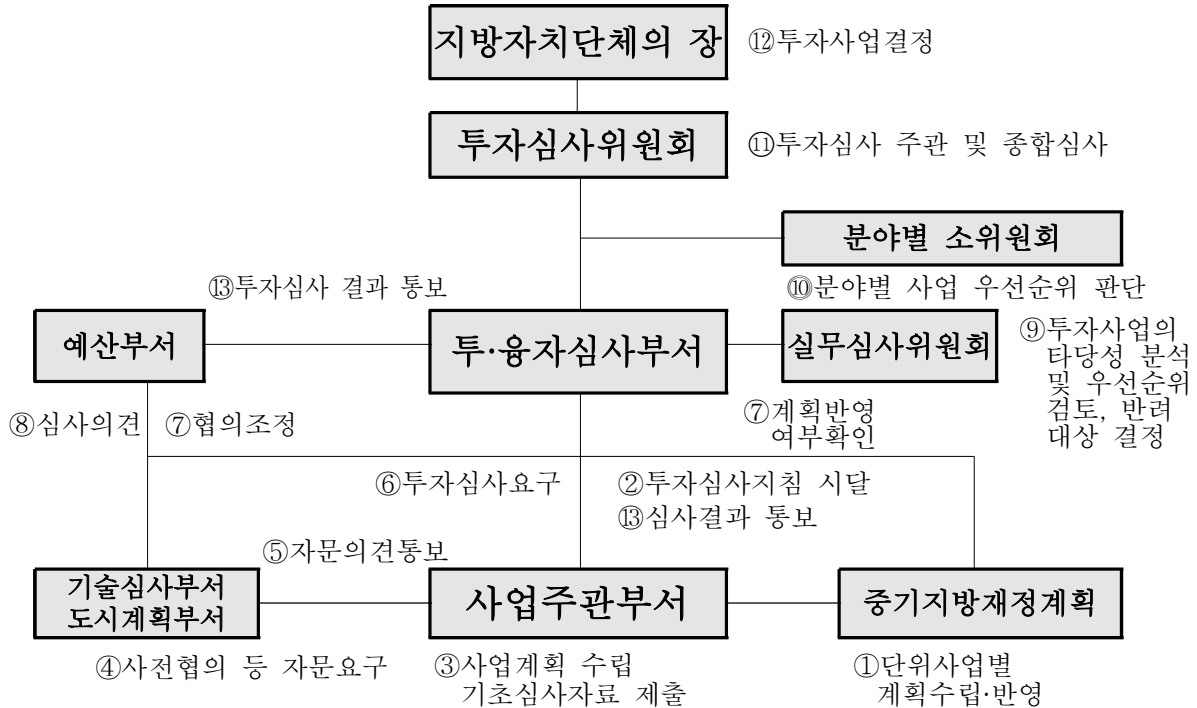 지방자치단체의 장
⑫투자사업결정
투자심사위원회
⑪투자심사 주관 및 종합심사
분야별 소위원회
⑬투자심사 결과 통보
⑩분야별 사업 우선순위 판단
예산부서
투·융자심사부서
실무심사위원회
⑨투자사업의
타당성 분석
및 우선순위
검토, 반려
대상 결정
⑧심사의견
⑦협의조정
⑦계획반영
여부확인
⑥투자심사요구
②투자심사지침 시달
⑬심사결과 통보
⑤자문의견통보
기술심사부서
도시계획부서
사업주관부서
중기지방재정계획
④사전협의 등 자문요구
③사업계획 수립
기초심사자료 제출
①단위사업별
계획수립·반영